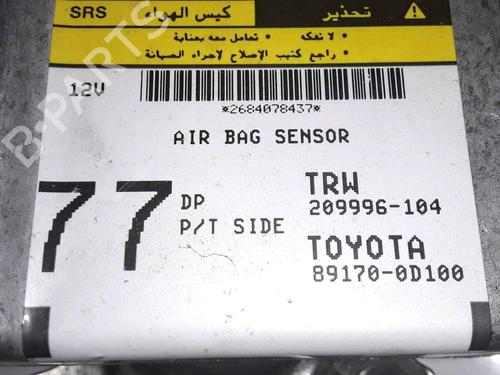 SRS كيس الهواء تحذير
• لا تفكه • تعامل معه بعناية
• راجع كتيب الإصلاح لاجراء الصيانة
12V
*2684078437*
AIR BAG SENSOR
77 DP TRW
P/T SIDE 209996-104
TOYOTA
89170-0D100
B-PARTS